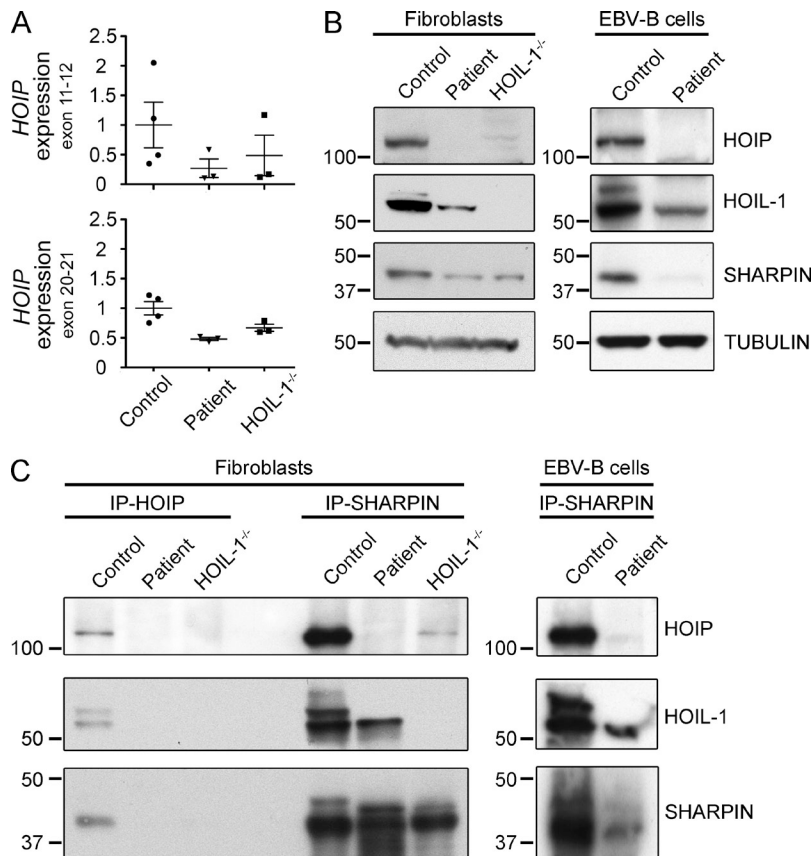 A
HOIP
expression
exon 11-12
2.5
2
1.5
1
0.5
0
HOIP
expression
exon 20-21
2.5
2
1.5
1
0.5
0
Control
Patient
HOIL-1-/-
B
Fibroblasts
EBV-B cells
Control
Patient
HOIL-1-/-
Control
Patient
100
100
HOIP
50
50
HOIL-1
50
50
37
37
SHARPIN
50
50
TUBULIN
C
Fibroblasts
EBV-B cells
IP-HOIP
IP-SHARPIN
IP-SHARPIN
Control
Patient
HOIL-1-/-
Control
Patient
HOIL-1-/-
Control
Patient
100
100
HOIP
50
50
HOIL-1
50
50
37
37
SHARPIN